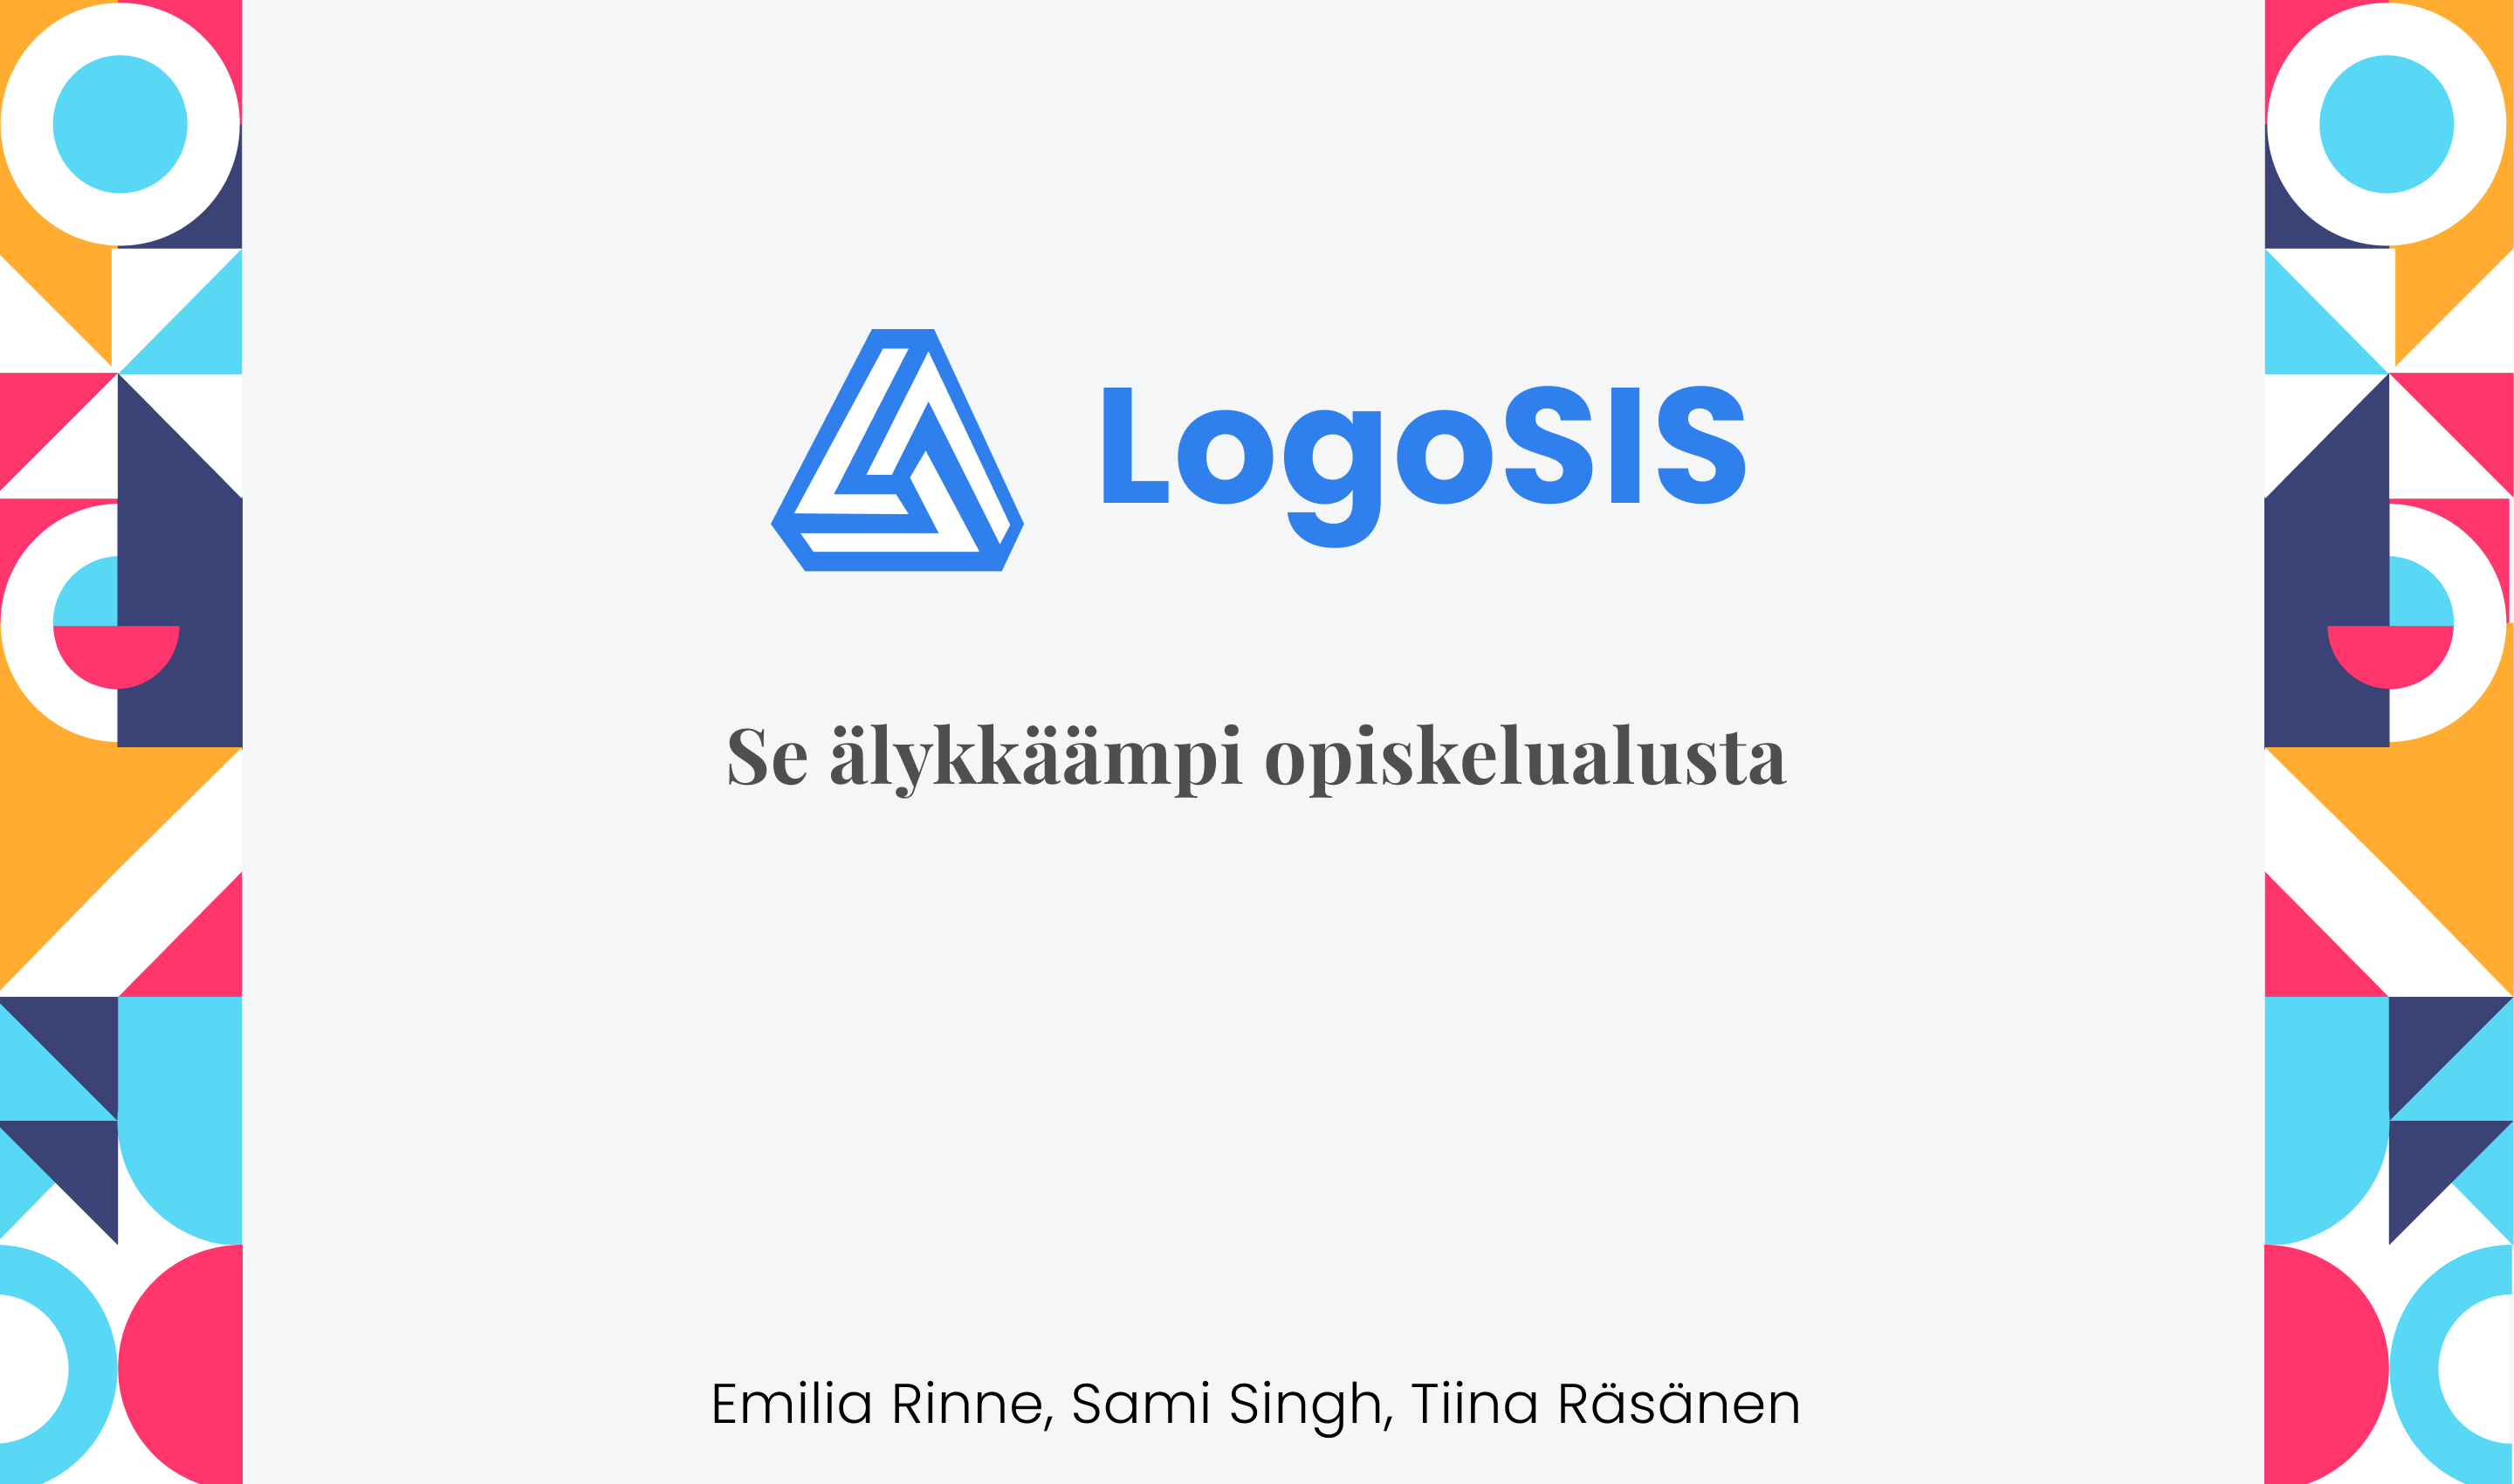 LogoSIS
Se älykkäämpi opiskelualusta
Emilia Rinne, Sami Singh, Tiina Räsänen